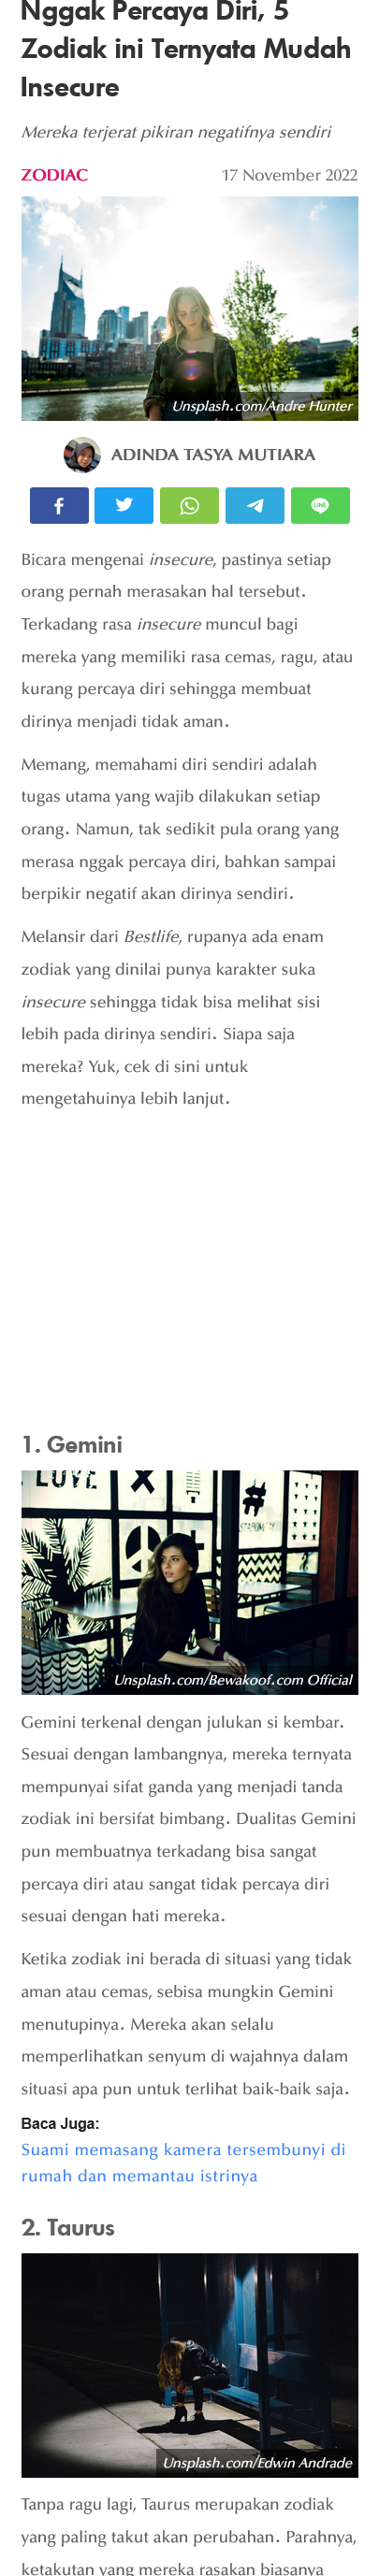 Nggak Percaya Diri, 5
Zodiak ini Ternyata Mudah
Insecure
Mereka terjerat pikiran negatifnya sendiri
ZODIAC
17 November 2022
Unsplash.com/Andre Hunter
ADINDA TASYA MUTIARA
LINE
Bicara mengenai insecure, pastinya setiap
orang pernah merasakan hal tersebut.
Terkadang rasa insecure muncul bagi
mereka yang memiliki rasa cemas, ragu, atau
kurang percaya diri sehingga membuat
dirinya menjadi tidak aman.
Memang, memahami diri sendiri adalah
tugas utama yang wajib dilakukan setiap
orang. Namun, tak sedikit pula orang yang
merasa nggak percaya diri, bahkan sampai
berpikir negatif akan dirinya sendiri.
Melansir dari Bestlife, rupanya ada enam
zodiak yang dinilai punya karakter suka
insecure sehingga tidak bisa melihat sisi
lebih pada dirinya sendiri. Siapa saja
mereka? Yuk, cek di sini untuk
mengetahuinya lebih lanjut.
1. Gemini
Unsplash.com/Bewakoof.com Official
Gemini terkenal dengan julukan si kembar.
Sesuai dengan lambangnya, mereka ternyata
mempunyai sifat ganda yang menjadi tanda
zodiak ini bersifat bimbang. Dualitas Gemini
pun membuatnya terkadang bisa sangat
percaya diri atau sangat tidak percaya diri
sesuai dengan hati mereka.
Ketika zodiak ini berada di situasi yang tidak
aman atau cemas, sebisa mungkin Gemini
menutupinya. Mereka akan selalu
memperlihatkan senyum di wajahnya dalam
situasi apa pun untuk terlihat baik-baik saja.
Baca Juga:
Suami memasang kamera tersembunyi di
rumah dan memantau istrinya
2. Taurus
Unsplash.com/Edwin Andrade
Tanpa ragu lagi, Taurus merupakan zodiak
yang paling takut akan perubahan. Parahnya,
ketakutan yang mereka rasakan biasanya